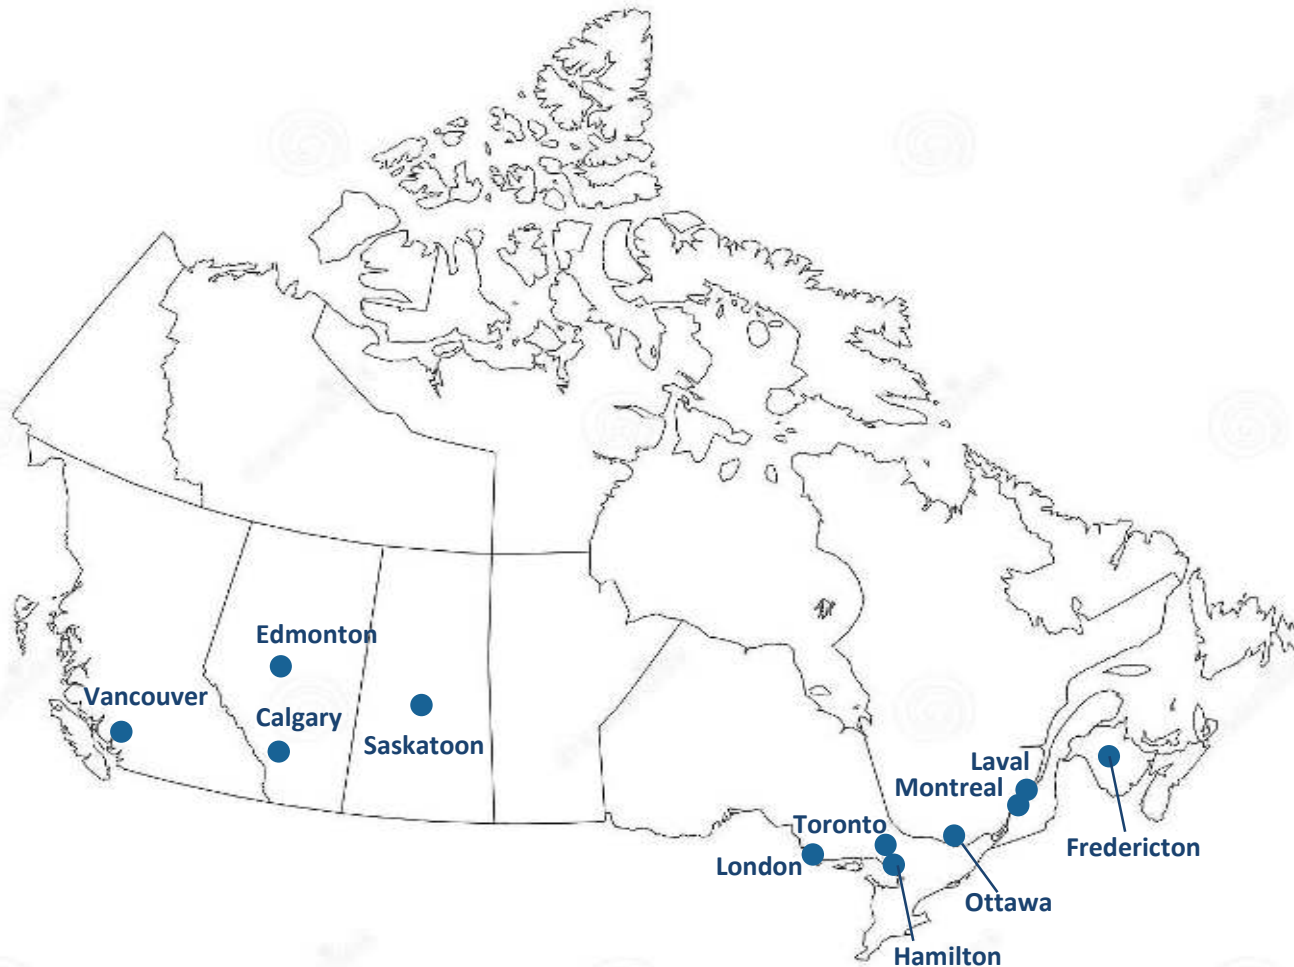 Edmonton
Vancouver
Calgary
Saskatoon
Laval
Montreal
Toronto
Fredericton
London
Ottawa
Hamilton